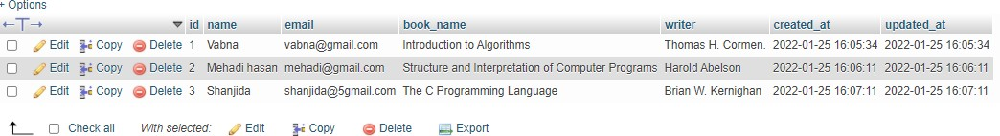 + Options
←T→ id name email book_name writer created_at updated_at
Edit Copy Delete 1 Vabna vabna@gmail.com Introduction to Algorithms Thomas H. Cormen. 2022-01-25 16:05:34 2022-01-25 16:05:34
Edit Copy Delete 2 Mehadi hasan mehadi@gmail.com Structure and Interpretation of Computer Programs Harold Abelson 2022-01-25 16:06:11 2022-01-25 16:06:11
Edit Copy Delete 3 Shanjida shanjida@5gmail.com The C Programming Language Brian W. Kernighan 2022-01-25 16:07:11 2022-01-25 16:07:11
Check all With selected: Edit Copy Delete Export